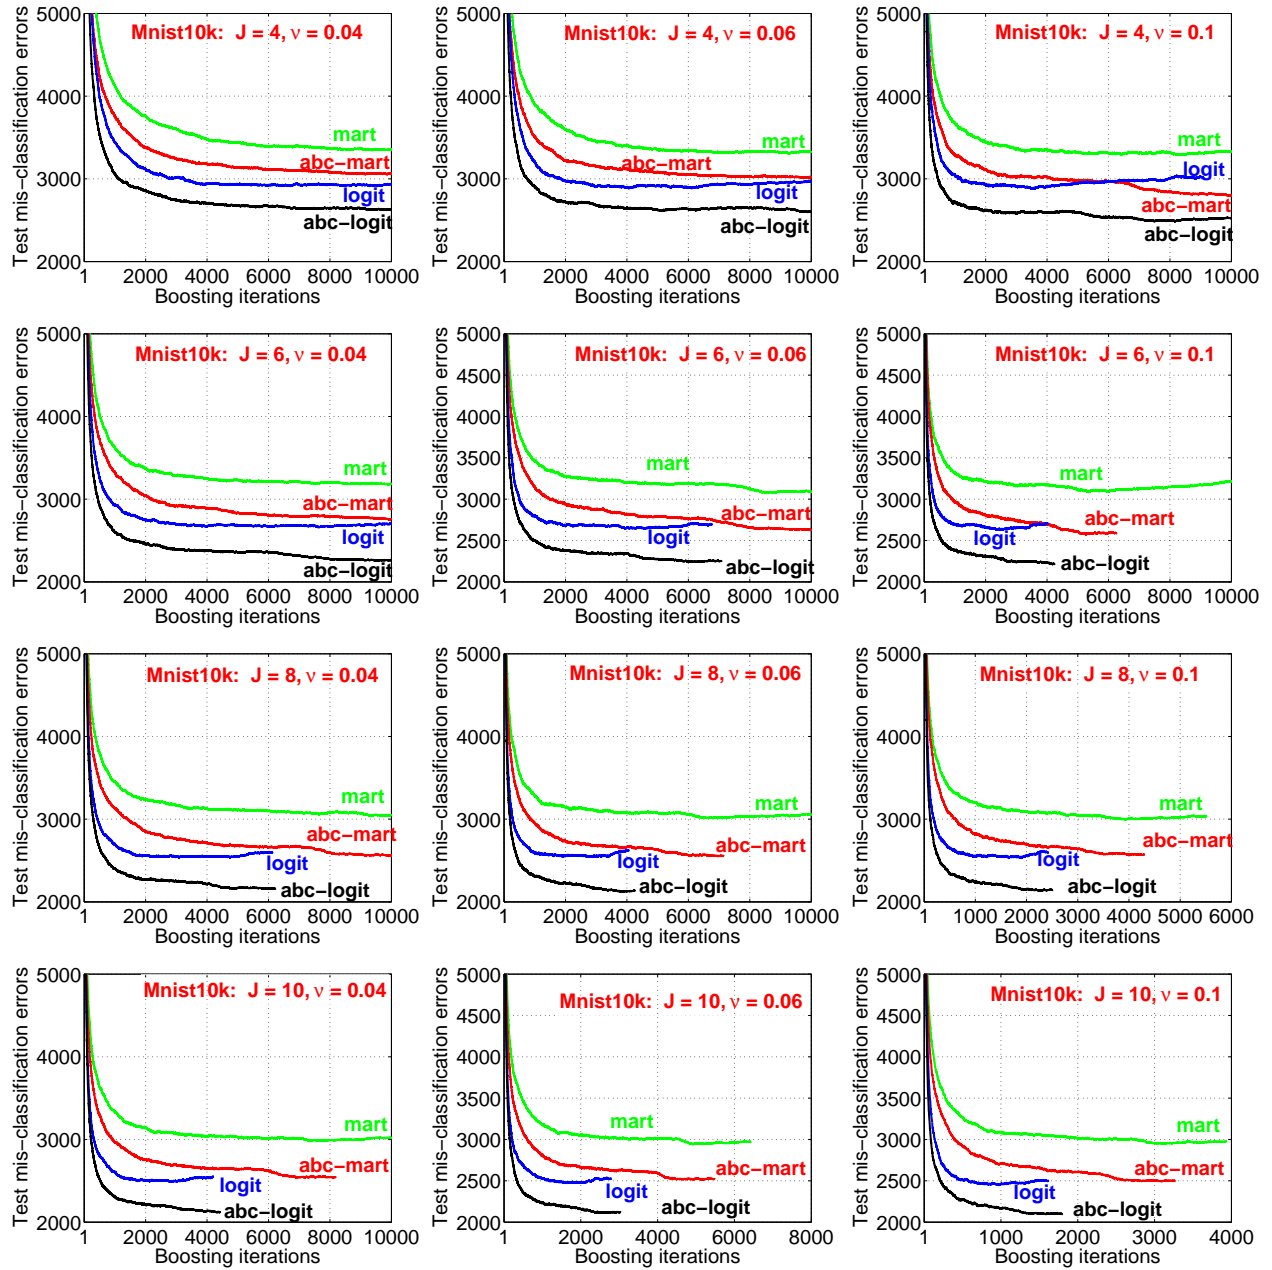 Test mis−classification errors
5000
4000
3000
2000
Mnist10k: J = 4, ν = 0.04
mart
abc−mart
logit
abc−logit
1 2000 4000 6000 8000 10000
Boosting iterations
Test mis−classification errors
5000
4000
3000
2000
Mnist10k: J = 4, ν = 0.06
mart
abc−mart
logit
abc−logit
1 2000 4000 6000 8000 10000
Boosting iterations
Test mis−classification errors
5000
4000
3000
2000
Mnist10k: J = 4, ν = 0.1
mart
logit
abc−mart
abc−logit
1 2000 4000 6000 8000 10000
Boosting iterations
Test mis−classification errors
5000
4000
3000
2000
Mnist10k: J = 6, ν = 0.04
mart
abc−mart
logit
abc−logit
1 2000 4000 6000 8000 10000
Boosting iterations
Test mis−classification errors
5000
4500
4000
3500
3000
2500
2000
Mnist10k: J = 6, ν = 0.06
mart
abc−mart
logit
abc−logit
1 2000 4000 6000 8000 10000
Boosting iterations
Test mis−classification errors
5000
4500
4000
3500
3000
2500
2000
Mnist10k: J = 6, ν = 0.1
mart
abc−mart
logit
abc−logit
1 2000 4000 6000 8000 10000
Boosting iterations
Test mis−classification errors
5000
4000
3000
2000
Mnist10k: J = 8, ν = 0.04
mart
abc−mart
logit
abc−logit
1 2000 4000 6000 8000 10000
Boosting iterations
Test mis−classification errors
5000
4000
3000
2000
Mnist10k: J = 8, ν = 0.06
mart
abc−mart
logit
abc−logit
1 2000 4000 6000 8000 10000
Boosting iterations
Test mis−classification errors
5000
4000
3000
2000
Mnist10k: J = 8, ν = 0.1
mart
abc−mart
logit
abc−logit
1 1000 2000 3000 4000 5000 6000
Boosting iterations
Test mis−classification errors
5000
4000
3000
2000
Mnist10k: J = 10, ν = 0.04
mart
abc−mart
logit
abc−logit
1 2000 4000 6000 8000 10000
Boosting iterations
Test mis−classification errors
5000
4500
4000
3500
3000
2500
2000
Mnist10k: J = 10, ν = 0.06
mart
abc−mart
logit
abc−logit
1 2000 4000 6000 8000
Boosting iterations
Test mis−classification errors
5000
4500
4000
3500
3000
2500
2000
Mnist10k: J = 10, ν = 0.1
mart
abc−mart
logit
abc−logit
1 1000 2000 3000 4000
Boosting iterations